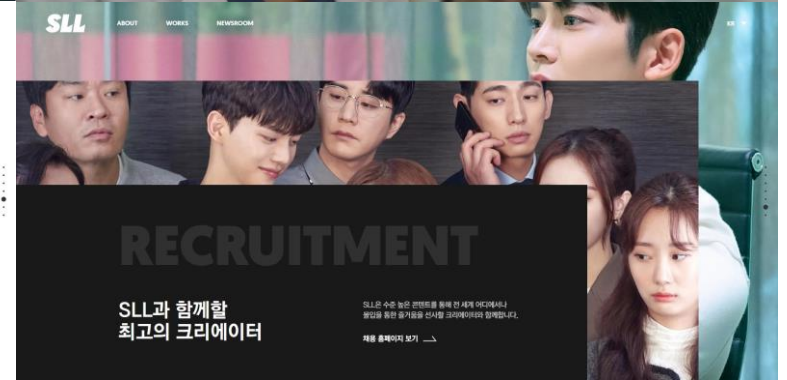 SLL
ABOUT
WORKS
NEWSROOM
KR
RECRUITMENT
SLL과 함께할
최고의 크리에이터
SLL은 수준 높은 콘텐트를 통해 전 세계 어디에서나
몰입을 통한 즐거움을 선사할 크리에이터와 함께합니다.
채용 홈페이지 보기